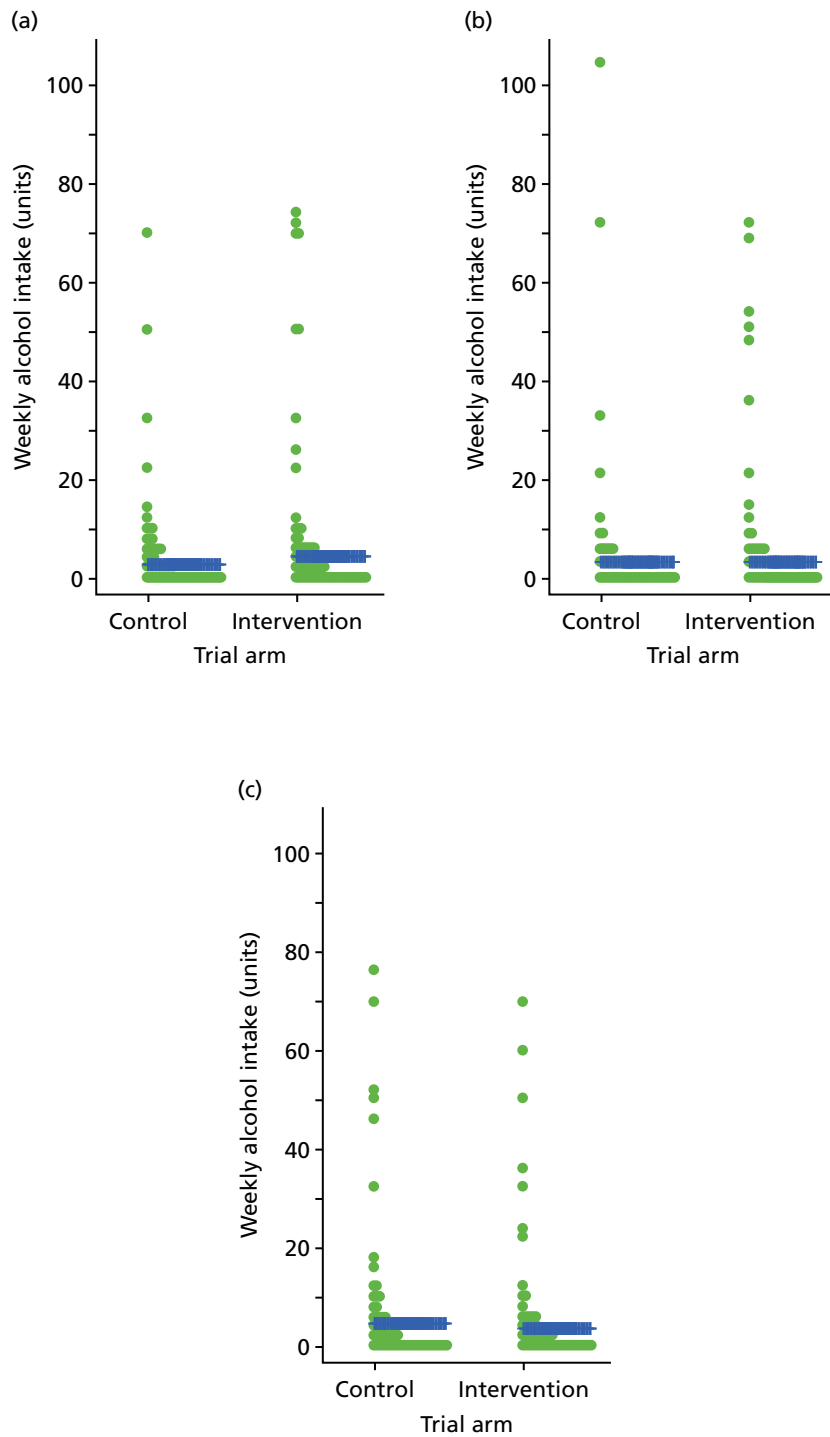 (a)
Weekly alcohol intake (units)
100
80
60
40
20
0
Control
Intervention
Trial arm
(b)
Weekly alcohol intake (units)
100
80
60
40
20
0
Control
Intervention
Trial arm
(c)
Weekly alcohol intake (units)
100
80
60
40
20
0
Control
Intervention
Trial arm